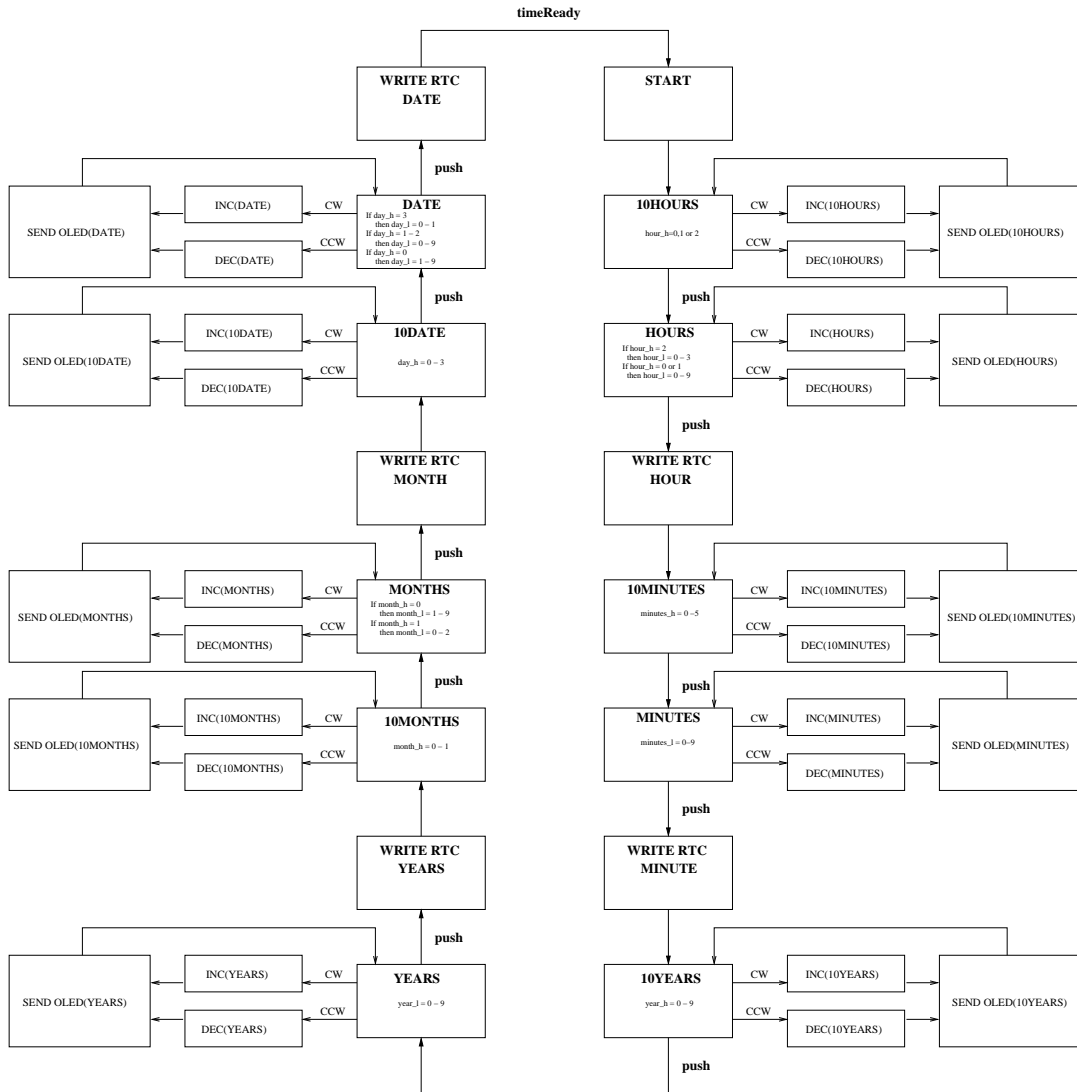 timeReady
WRITE RTC
DATE
START
push
DATE
If day_h = 3
then day_l = 0 – 1
If day_h = 1 – 2
then day_l = 0 – 9
If day_h = 0
then day_l = 1 – 9
CW
CCW
INC(DATE)
DEC(DATE)
SEND OLED(DATE)
10HOURS
hour_h=0,1 or 2
CW
CCW
INC(10HOURS)
DEC(10HOURS)
SEND OLED(10HOURS)
push
push
10DATE
day_h = 0 – 3
CW
CCW
INC(10DATE)
DEC(10DATE)
SEND OLED(10DATE)
HOURS
If hour_h = 2
then hour_l = 0 – 3
If hour_h = 0 or 1
then hour_l = 0 – 9
CW
CCW
INC(HOURS)
DEC(HOURS)
SEND OLED(HOURS)
push
WRITE RTC
MONTH
WRITE RTC
HOUR
push
MONTHS
If month_h = 0
then month_l = 1 – 9
If month_h = 1
then month_l = 0 – 2
CW
CCW
INC(MONTHS)
DEC(MONTHS)
SEND OLED(MONTHS)
10MINUTES
minutes_h = 0 –5
CW
CCW
INC(10MINUTES)
DEC(10MINUTES)
SEND OLED(10MINUTES)
push
push
10MONTHS
month_h = 0 – 1
CW
CCW
INC(10MONTHS)
DEC(10MONTHS)
SEND OLED(10MONTHS)
MINUTES
minutes_l = 0–9
CW
CCW
INC(MINUTES)
DEC(MINUTES)
SEND OLED(MINUTES)
push
WRITE RTC
YEARS
WRITE RTC
MINUTE
push
YEARS
year_l = 0 – 9
CW
CCW
INC(YEARS)
DEC(YEARS)
SEND OLED(YEARS)
10YEARS
year_h = 0 – 9
CW
CCW
INC(10YEARS)
DEC(10YEARS)
SEND OLED(10YEARS)
push